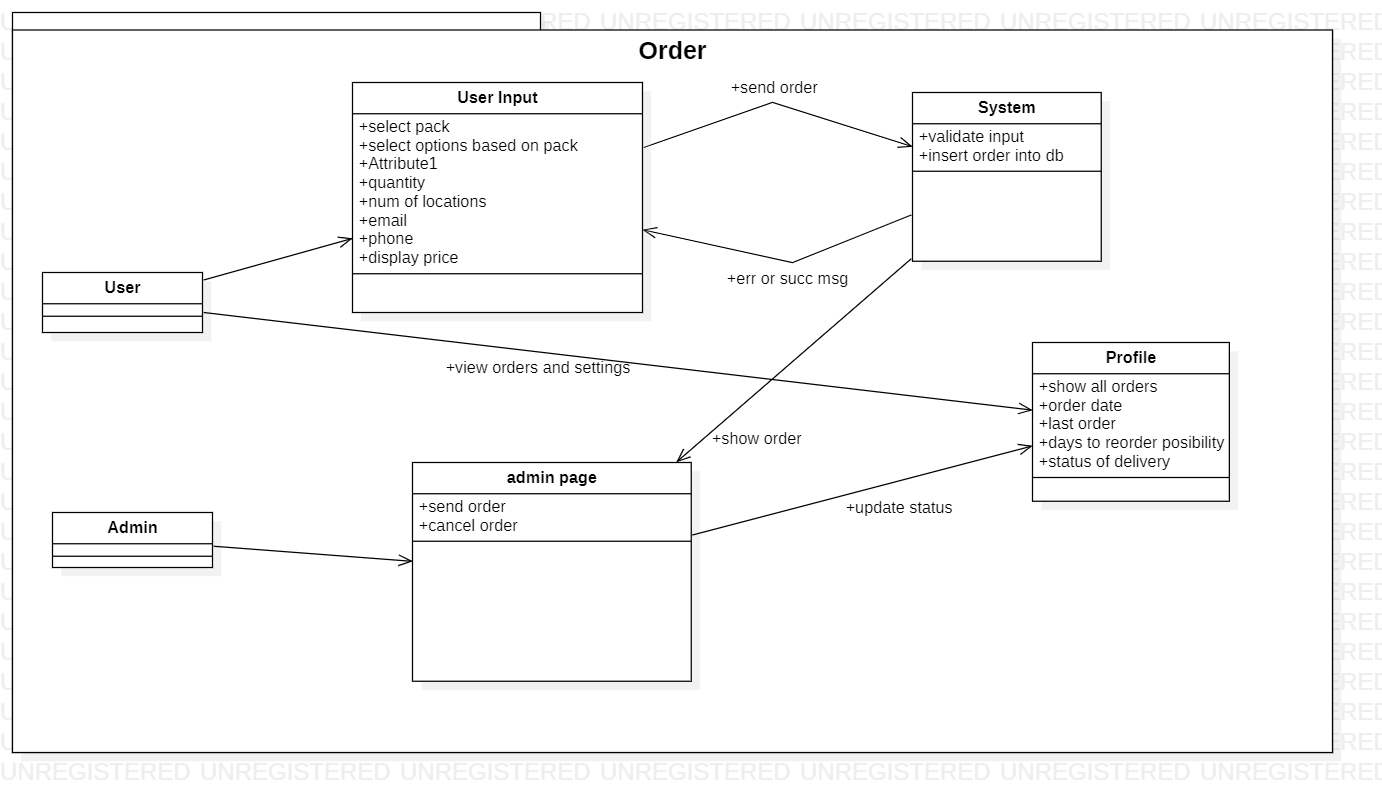 UNREGISTERED UNREGISTERED UNREGISTERED UNREGISTERED
Order
User Input
+select pack
+select options based on pack
+Attribute1
+quantity
+num of locations
+email
+phone
+display price
+send order
System
+validate input
+insert order into db
+err or succ msg
User
+view orders and settings
Profile
+show all orders
+order date
+last order
+days to reorder posibility
+status of delivery
+show order
admin page
+send order
+cancel order
+update status
Admin
UNREGISTERED UNREGISTERED UNREGISTERED UNREGISTERED UNREGISTERED UNREGISTERED UNREGISTERED